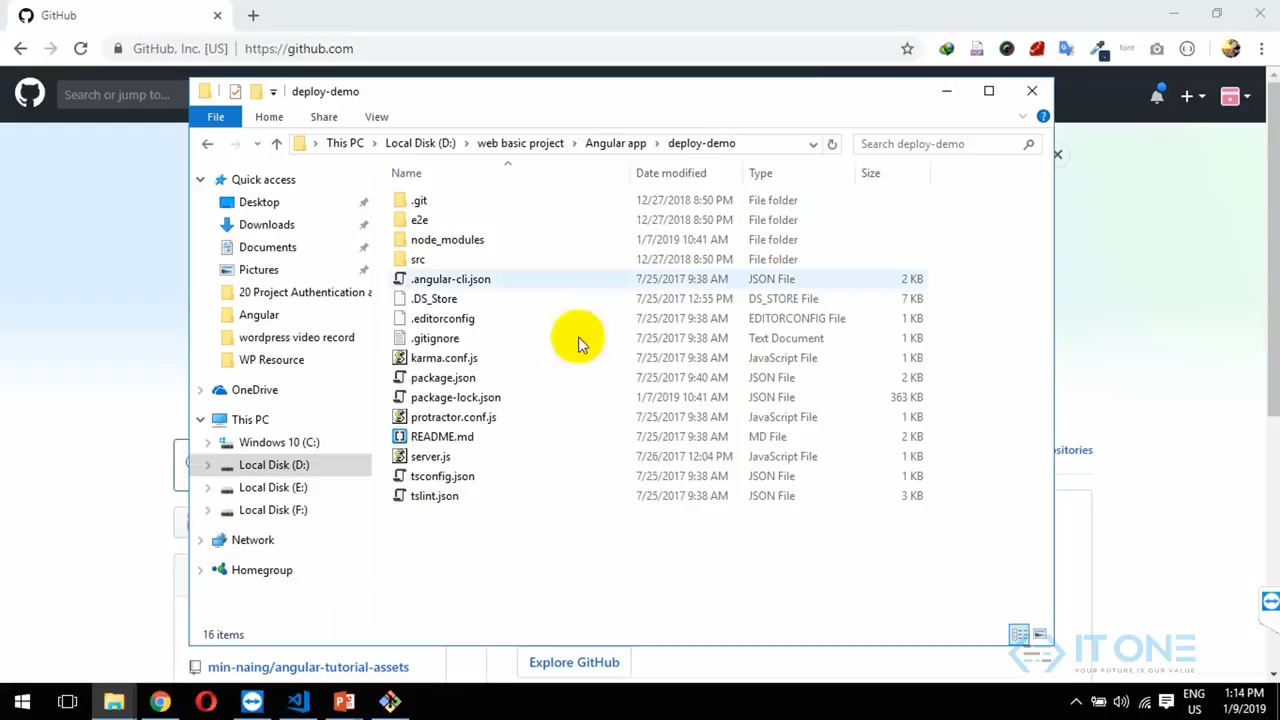 GitHub
GitHub, Inc. [US] https://github.com
font
Search or jump to...
deploy-demo
File Home Share View
This PC Local Disk (D:) web basic project Angular app deploy-demo
Search deploy-demo
Name Date modified Type Size
Quick access
Desktop
Downloads
Documents
Pictures
20 Project Authentication a
Angular
wordpress video record
WP Resource
OneDrive
This PC
Windows 10 (C:)
Local Disk (D:)
Local Disk (E:)
Local Disk (F:)
Network
Homegroup
.git 12/27/2018 8:50 PM File folder
e2e 12/27/2018 8:50 PM File folder
node_modules 1/7/2019 10:41 AM File folder
src 12/27/2018 8:50 PM File folder
.angular-cli.json 7/25/2017 9:38 AM JSON File 2 KB
.DS_Store 7/25/2017 12:55 PM DS_STORE File 7 KB
.editorconfig 7/25/2017 9:38 AM EDITORCONFIG File 1 KB
.gitignore 7/25/2017 9:38 AM Text Document 1 KB
karma.conf.js 7/25/2017 9:38 AM JavaScript File 1 KB
package.json 7/25/2017 9:40 AM JSON File 2 KB
package-lock.json 1/7/2019 10:41 AM JSON File 363 KB
protractor.conf.js 7/25/2017 9:38 AM JavaScript File 1 KB
README.md 7/25/2017 9:38 AM MD File 2 KB
server.js 7/26/2017 12:04 PM JavaScript File 1 KB
tsconfig.json 7/25/2017 9:38 AM JSON File 1 KB
tslint.json 7/25/2017 9:38 AM JSON File 3 KB
sitories
16 items
min-naing/angular-tutorial-assets
Explore GitHub
IT ONE
YOUR FUTURE IS OUR VALUE
ENG
US
1:14 PM
1/9/2019